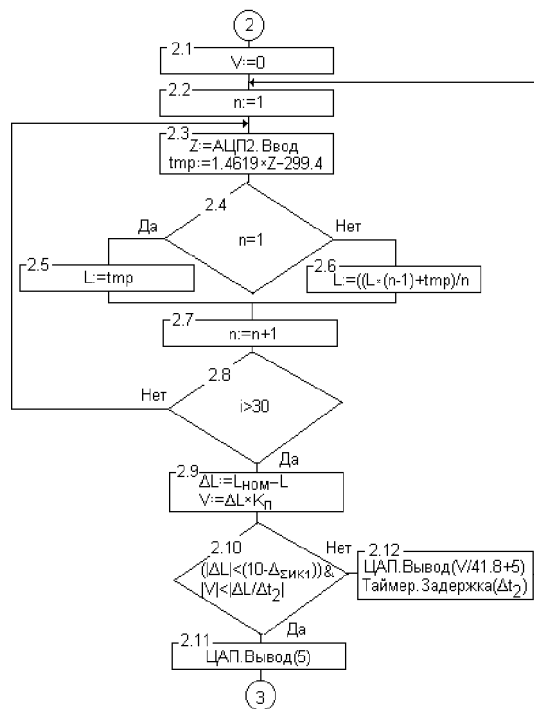 2
2.1
V:=0
2.2
n:=1
2.3
Z:=АЦП2.Ввод
tmp:=1.4619×Z-299.4
2.4
Да
n=1
Нет
2.5
L:=tmp
2.6
L:=((L×(n-1)+tmp)/n
2.7
n:=n+1
2.8
Нет
i>30
Да
2.9
ΔL:=Lном-L
V:=ΔL×Kп
2.10
(|ΔL|<(10-ΔΣИК1))&
|V|<|ΔL/Δt2|
Нет
2.12
ЦАП.Вывод(V/41.8+5)
Таймер.Задержка(Δt2)
Да
2.11
ЦАП.Вывод(5)
3